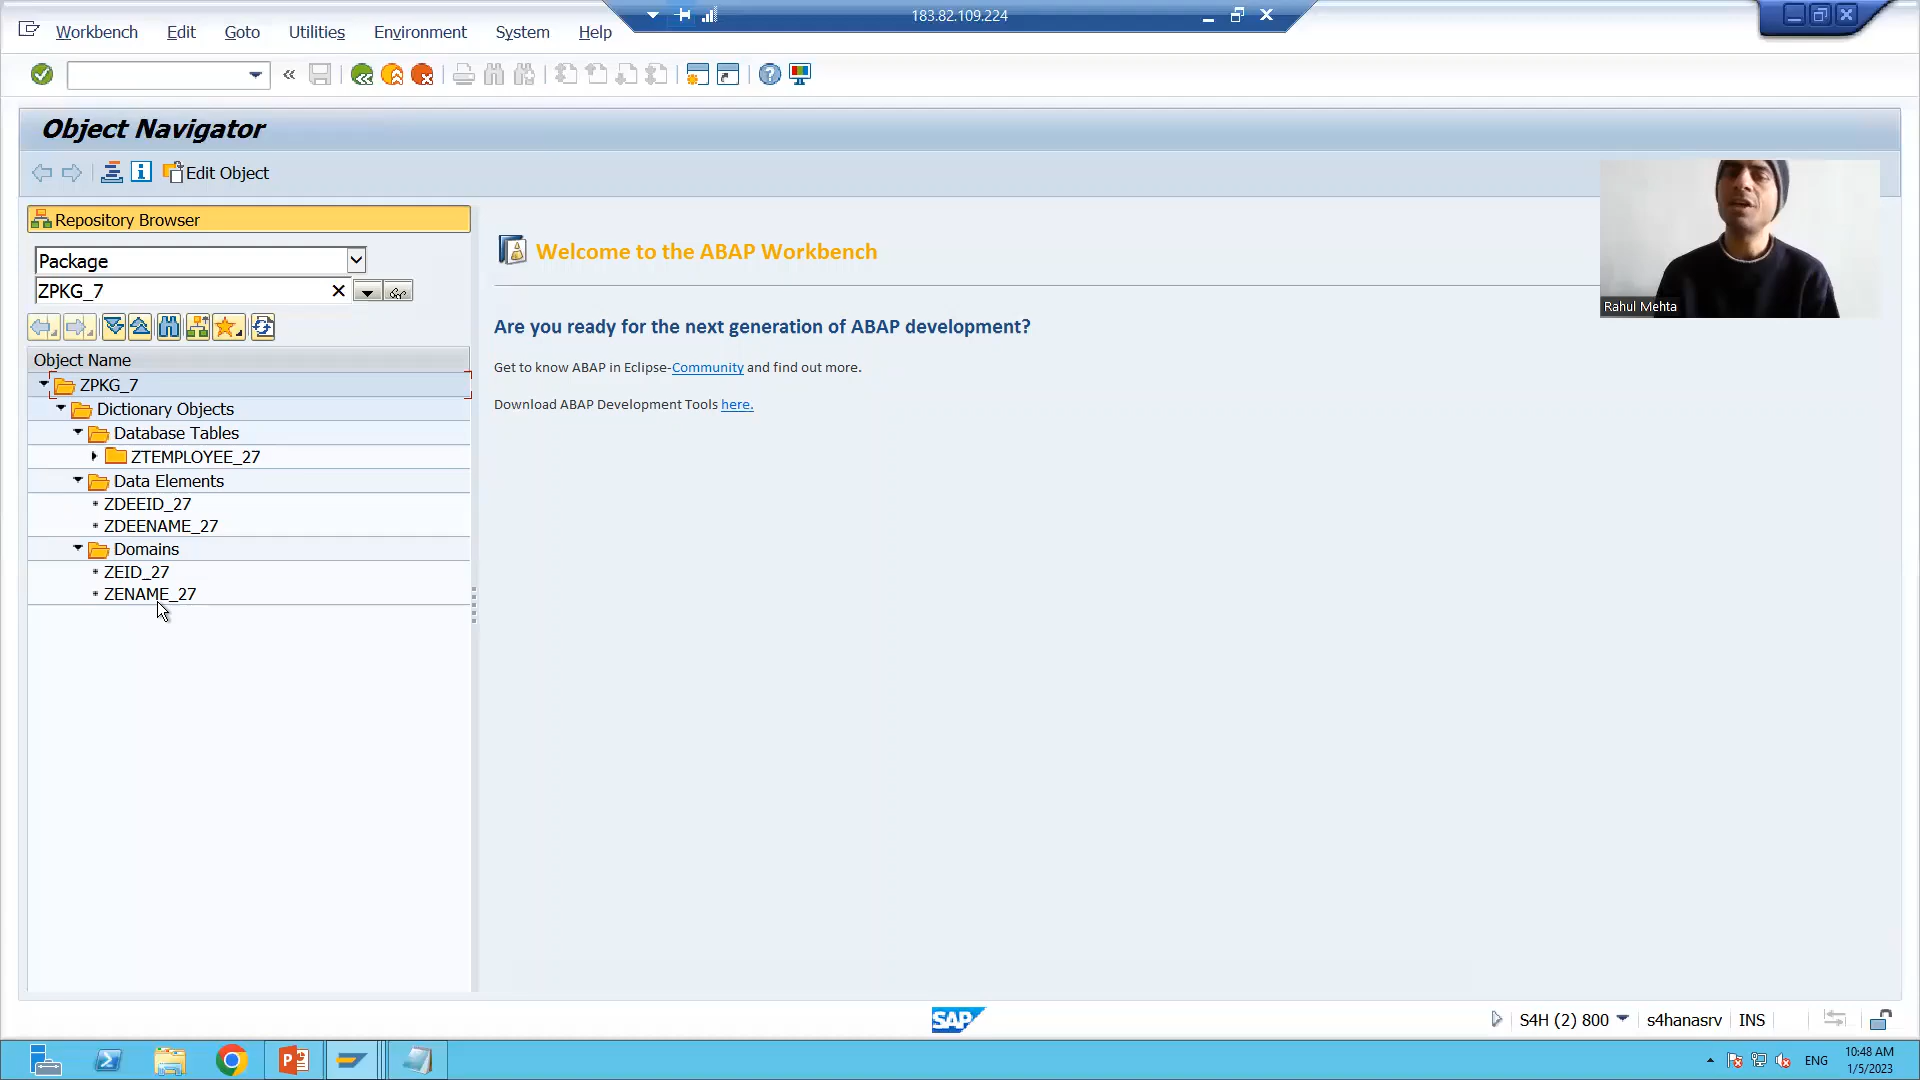 183.82.109.224
Workbench Edit Goto Utilities Environment System Help
Object Navigator
Edit Object
Repository Browser
Package
ZPKG_7
Object Name
ZPKG_7
Dictionary Objects
Database Tables
ZTEMPLOYEE_27
Data Elements
ZDEEID_27
ZDEENAME_27
Domains
ZEID_27
ZENAME_27
Welcome to the ABAP Workbench
Are you ready for the next generation of ABAP development?
Get to know ABAP in Eclipse-Community and find out more.
Download ABAP Development Tools here.
Rahul Mehta
SAP
S4H (2) 800 s4hanasrv INS
ENG
10:48 AM
1/5/2023